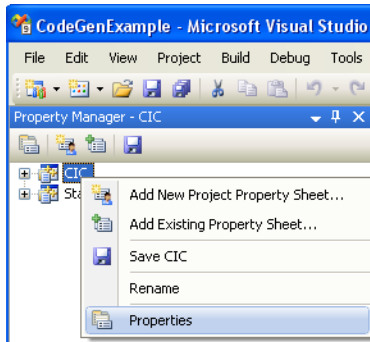 CodeGenExample - Microsoft Visual Studio
File Edit View Project Build Debug Tools
Property Manager - CIC
CIC
Add New Project Property Sheet...
Add Existing Property Sheet...
Save CIC
Rename
Properties